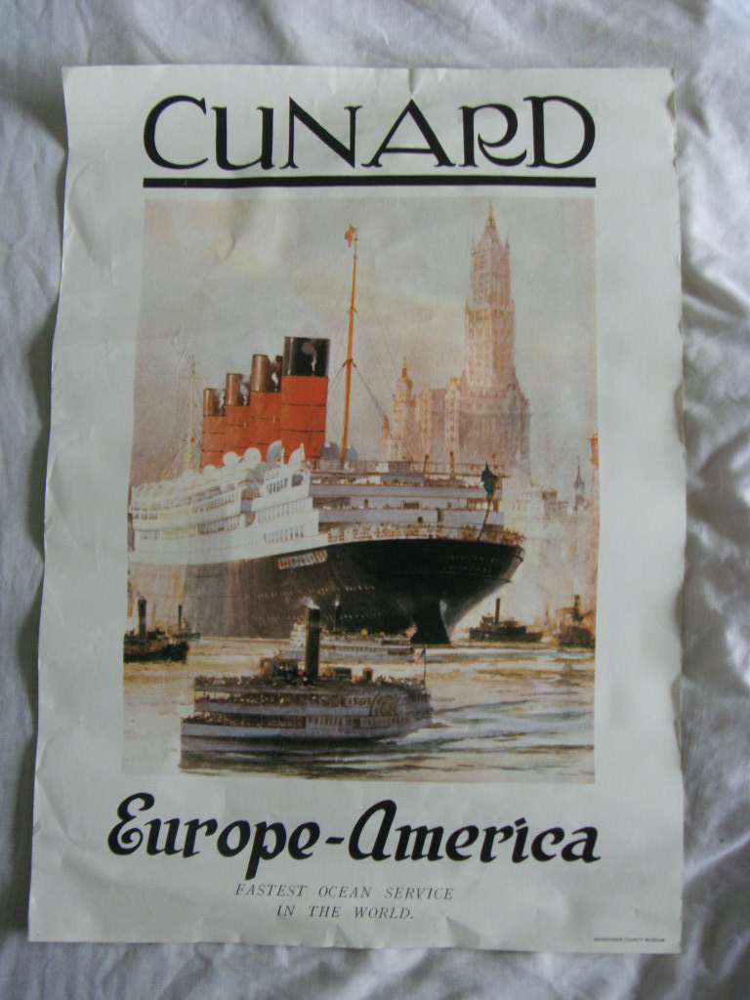 CUNARD
Europe-America
FASTEST OCEAN SERVICE
IN THE WORLD.